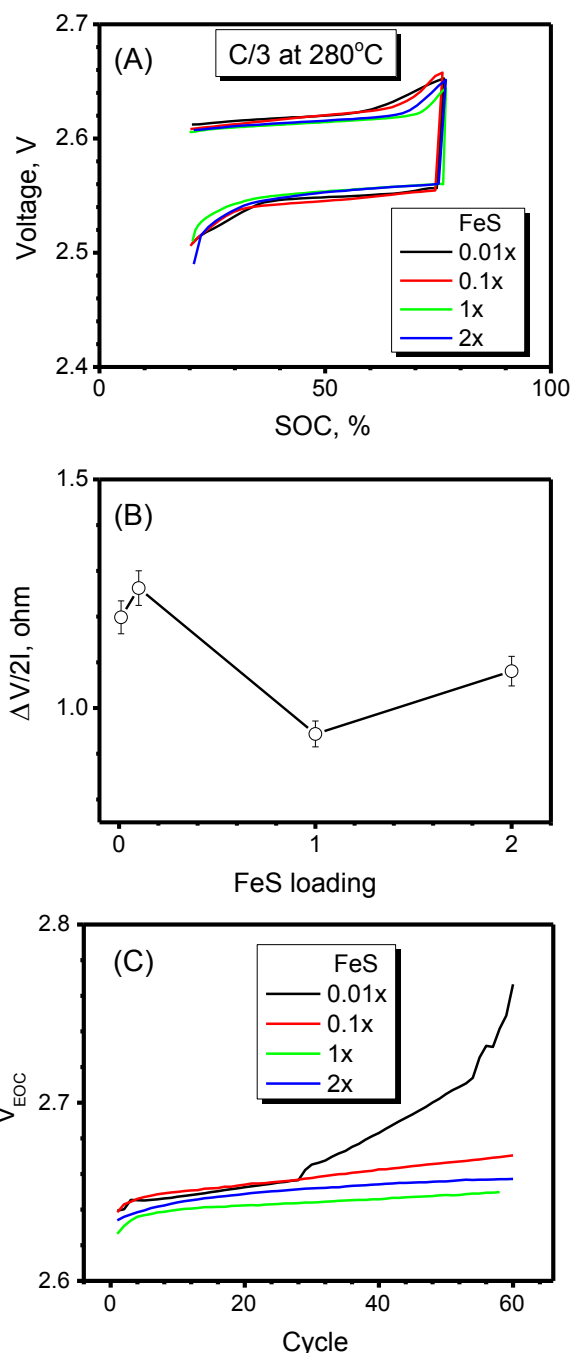 2.7
(A)
C/3 at 280°C
2.6
Voltage, V
2.5
FeS
0.01x
0.1x
1x
2x
2.4
0
50
100
SOC, %
1.5
(B)
ΔV/2I, ohm
1.0
0
1
2
FeS loading
2.8
(C)
FeS
0.01x
0.1x
1x
2x
V_EOC
2.7
2.6
0
20
40
60
Cycle